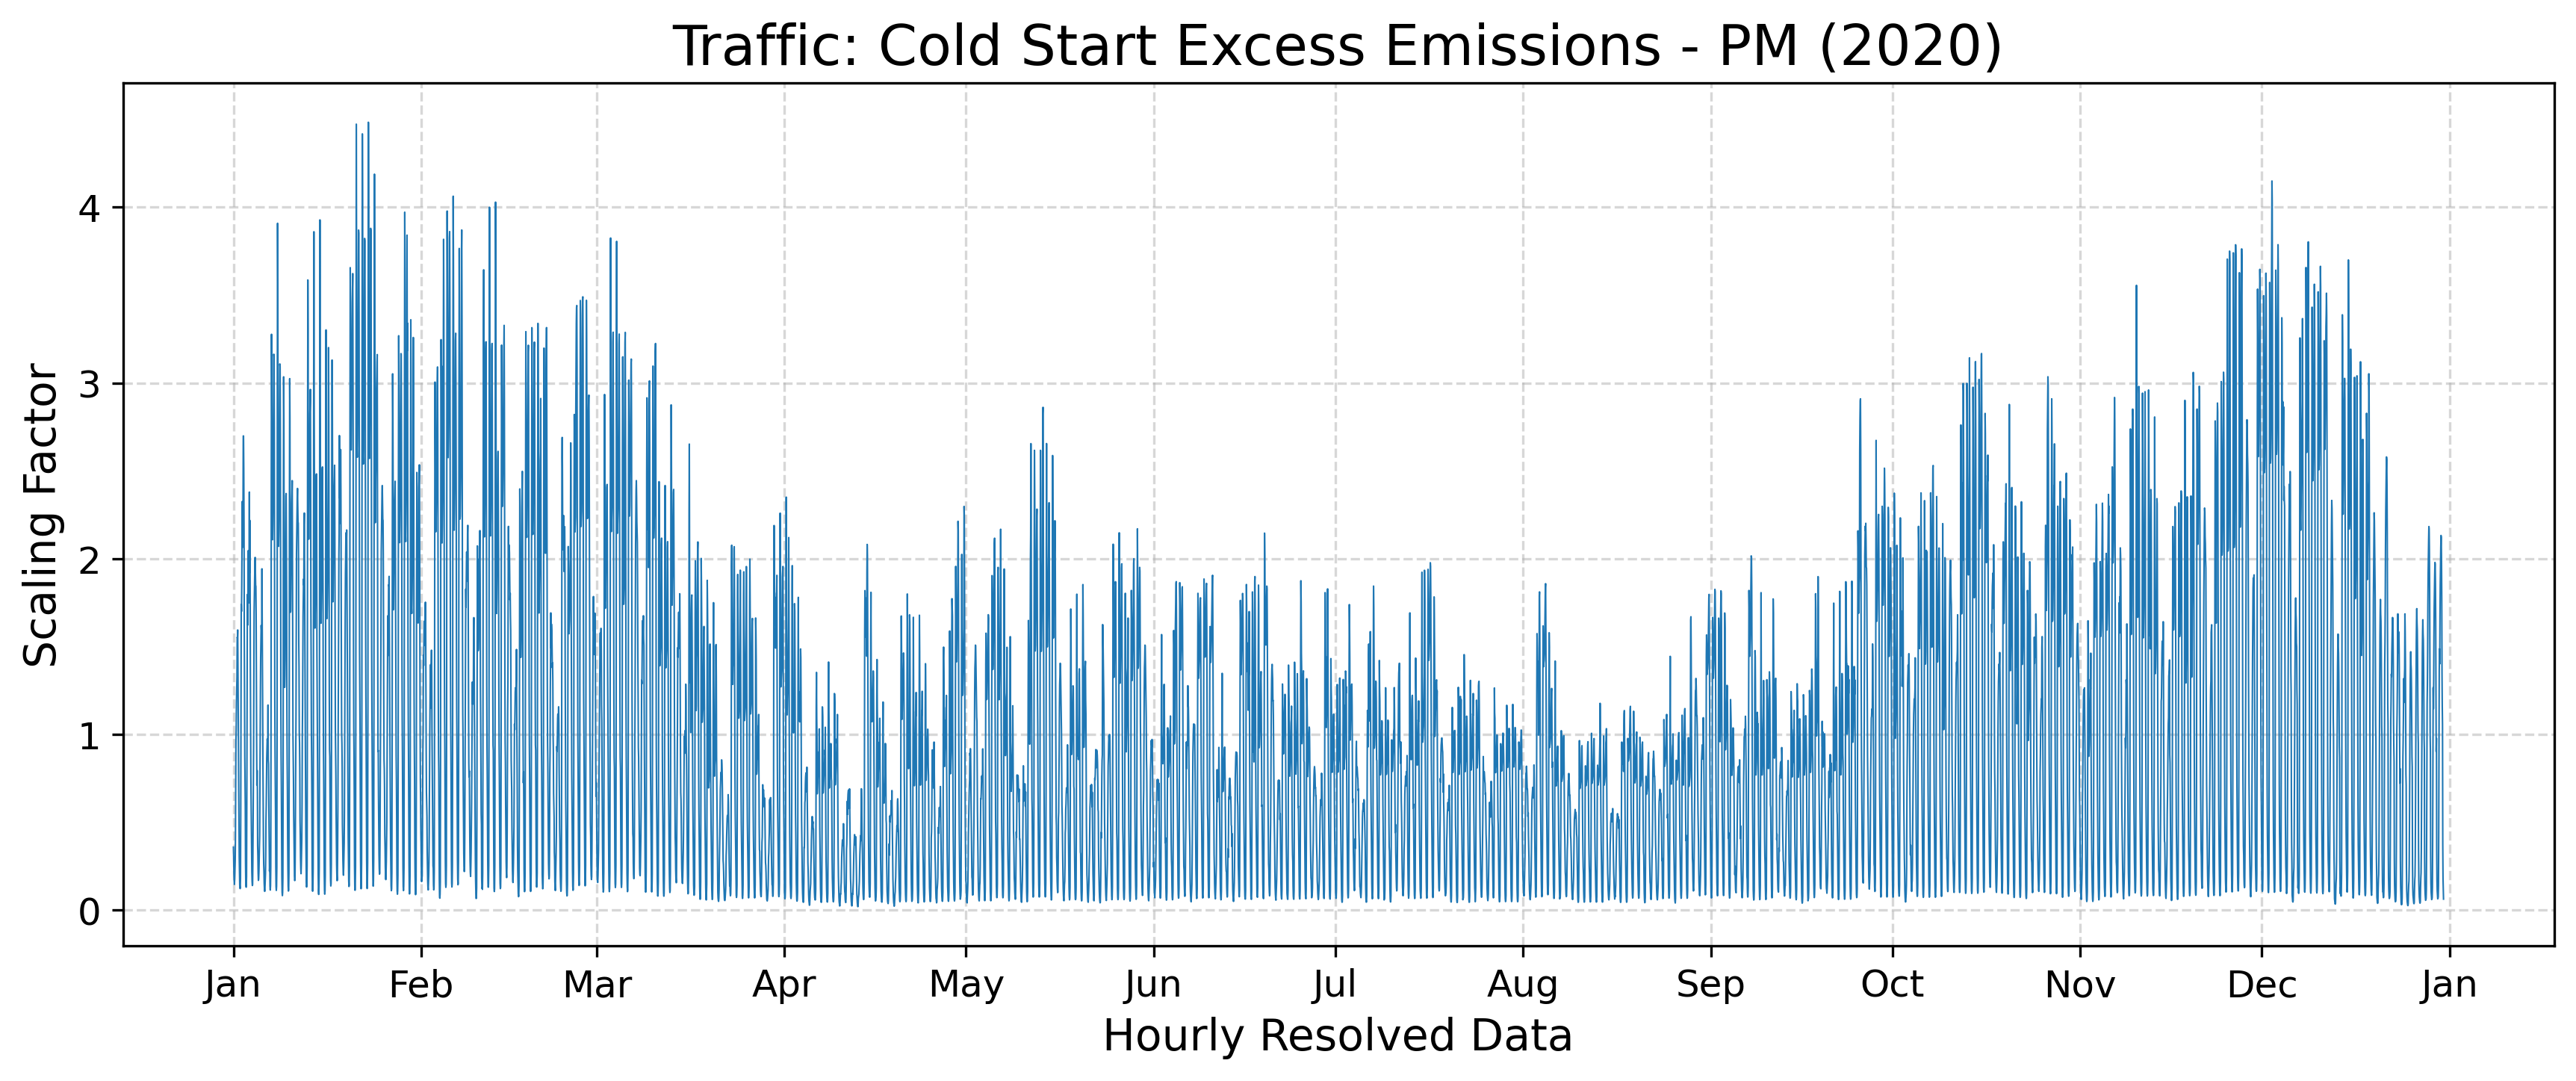 Traffic: Cold Start Excess Emissions - PM (2020)
Scaling Factor
4
3
2
1
0
Jan Feb Mar Apr May Jun Jul Aug Sep Oct Nov Dec Jan
Hourly Resolved Data